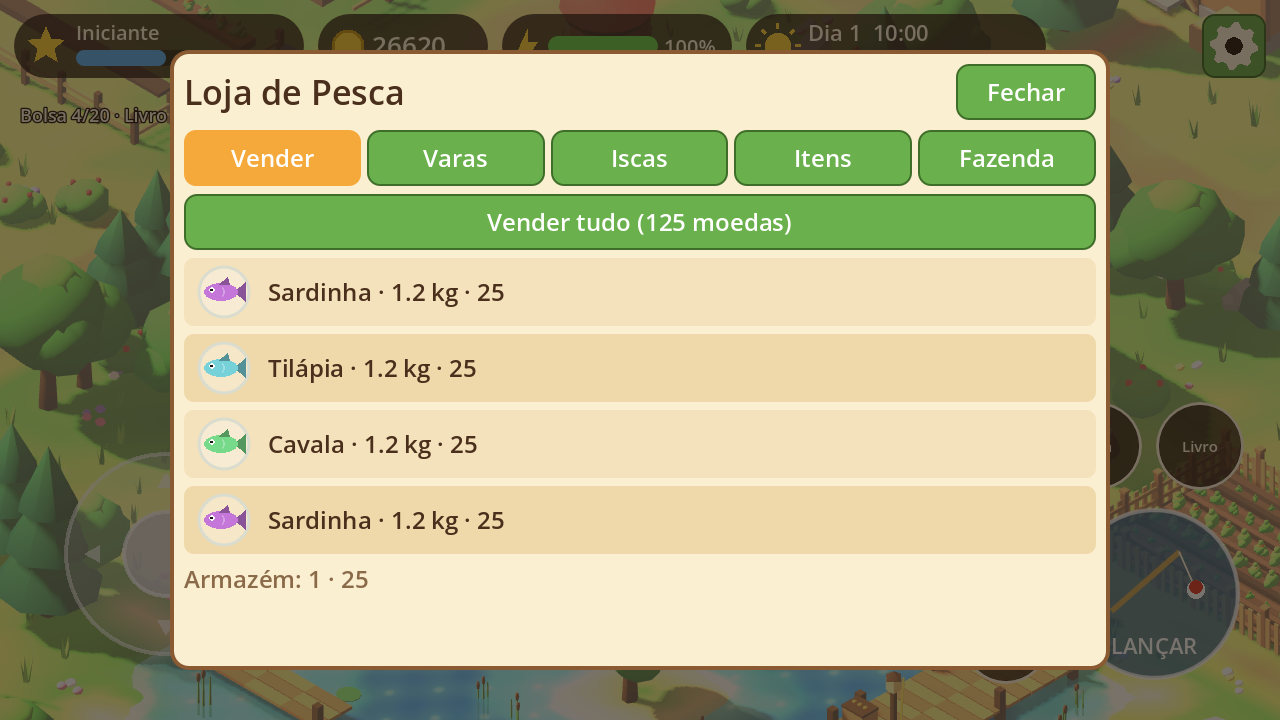 Iniciante
26620
100%
Dia 1 10:00
Bolsa 4/20 · Livro
Loja de Pesca
Fechar
Vender
Varas
Iscas
Itens
Fazenda
Vender tudo (125 moedas)
Sardinha · 1.2 kg · 25
Tilápia · 1.2 kg · 25
Cavala · 1.2 kg · 25
Sardinha · 1.2 kg · 25
Armazém: 1 · 25
Livro
LANÇAR